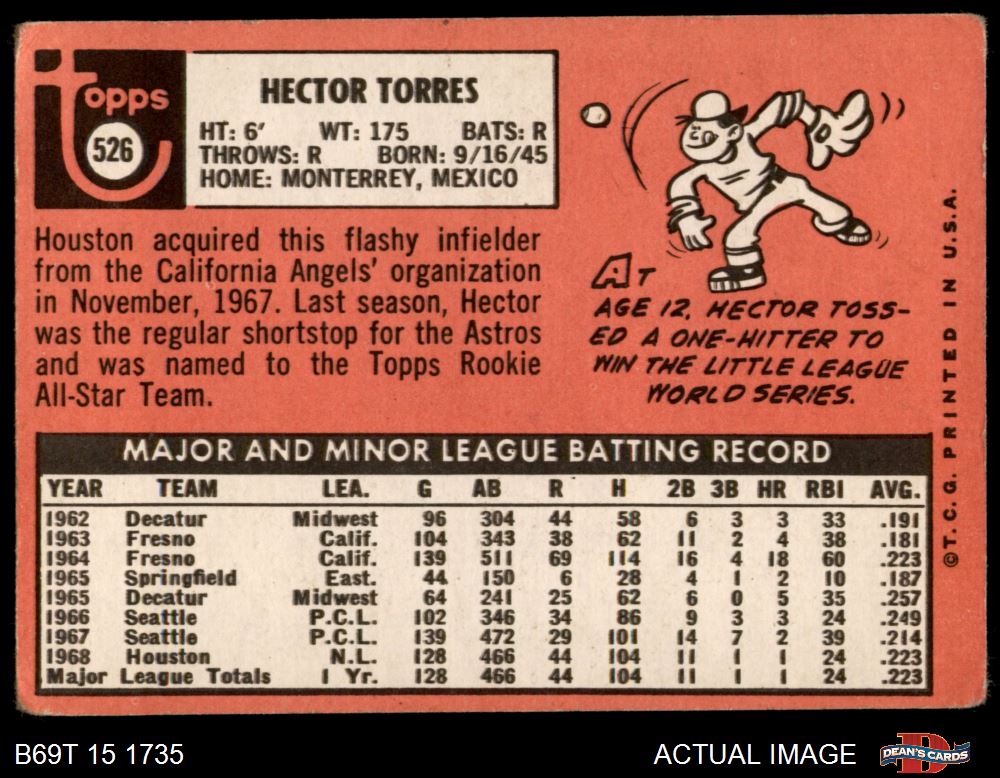 topps
526
HECTOR TORRES
HT: 6' WT: 175 BATS: R
THROWS: R BORN: 9/16/45
HOME: MONTERREY, MEXICO
Houston acquired this flashy infielder
from the California Angels' organization
in November, 1967. Last season, Hector
was the regular shortstop for the Astros
and was named to the Topps Rookie
All-Star Team.
AT
AGE 12, HECTOR TOSS-
ED A ONE-HITTER TO
WIN THE LITTLE LEAGUE
WORLD SERIES.
©T.C.G. PRINTED IN U.S.A.
MAJOR AND MINOR LEAGUE BATTING RECORD
YEAR TEAM LEA. G AB R H 2B 3B HR RBI AVG.
1962 Decatur Midwest 96 304 44 58 6 3 3 33 .191
1963 Fresno Calif. 104 343 38 62 11 2 4 38 .181
1964 Fresno Calif. 139 511 69 114 16 4 18 60 .223
1965 Springfield East. 44 150 6 28 4 1 2 10 .187
1965 Decatur Midwest 64 241 25 62 6 0 5 35 .257
1966 Seattle P.C.L. 102 346 34 86 9 3 3 24 .249
1967 Seattle P.C.L. 139 472 29 101 14 7 2 39 .214
1968 Houston N.L. 128 466 44 104 11 1 1 24 .223
Major League Totals 1 Yr. 128 466 44 104 11 1 1 24 .223
B69T 15 1735
ACTUAL IMAGE
DEAN'S CARDS